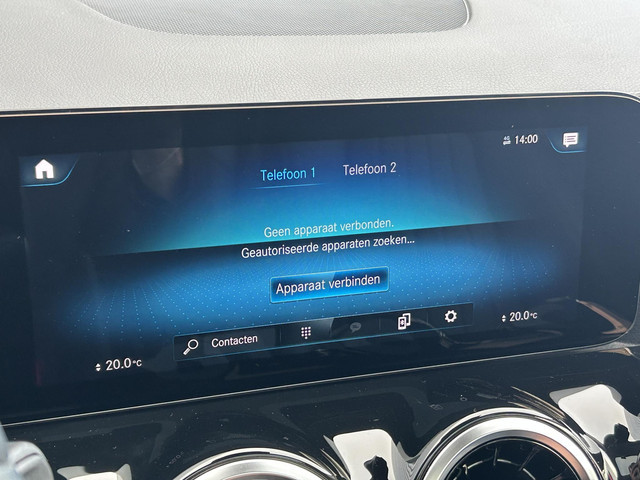 4G 14:00
Telefoon 1 Telefoon 2
Geen apparaat verbonden.
Geautoriseerde apparaten zoeken...
Apparaat verbinden
Contacten
20.0°C
20.0°C